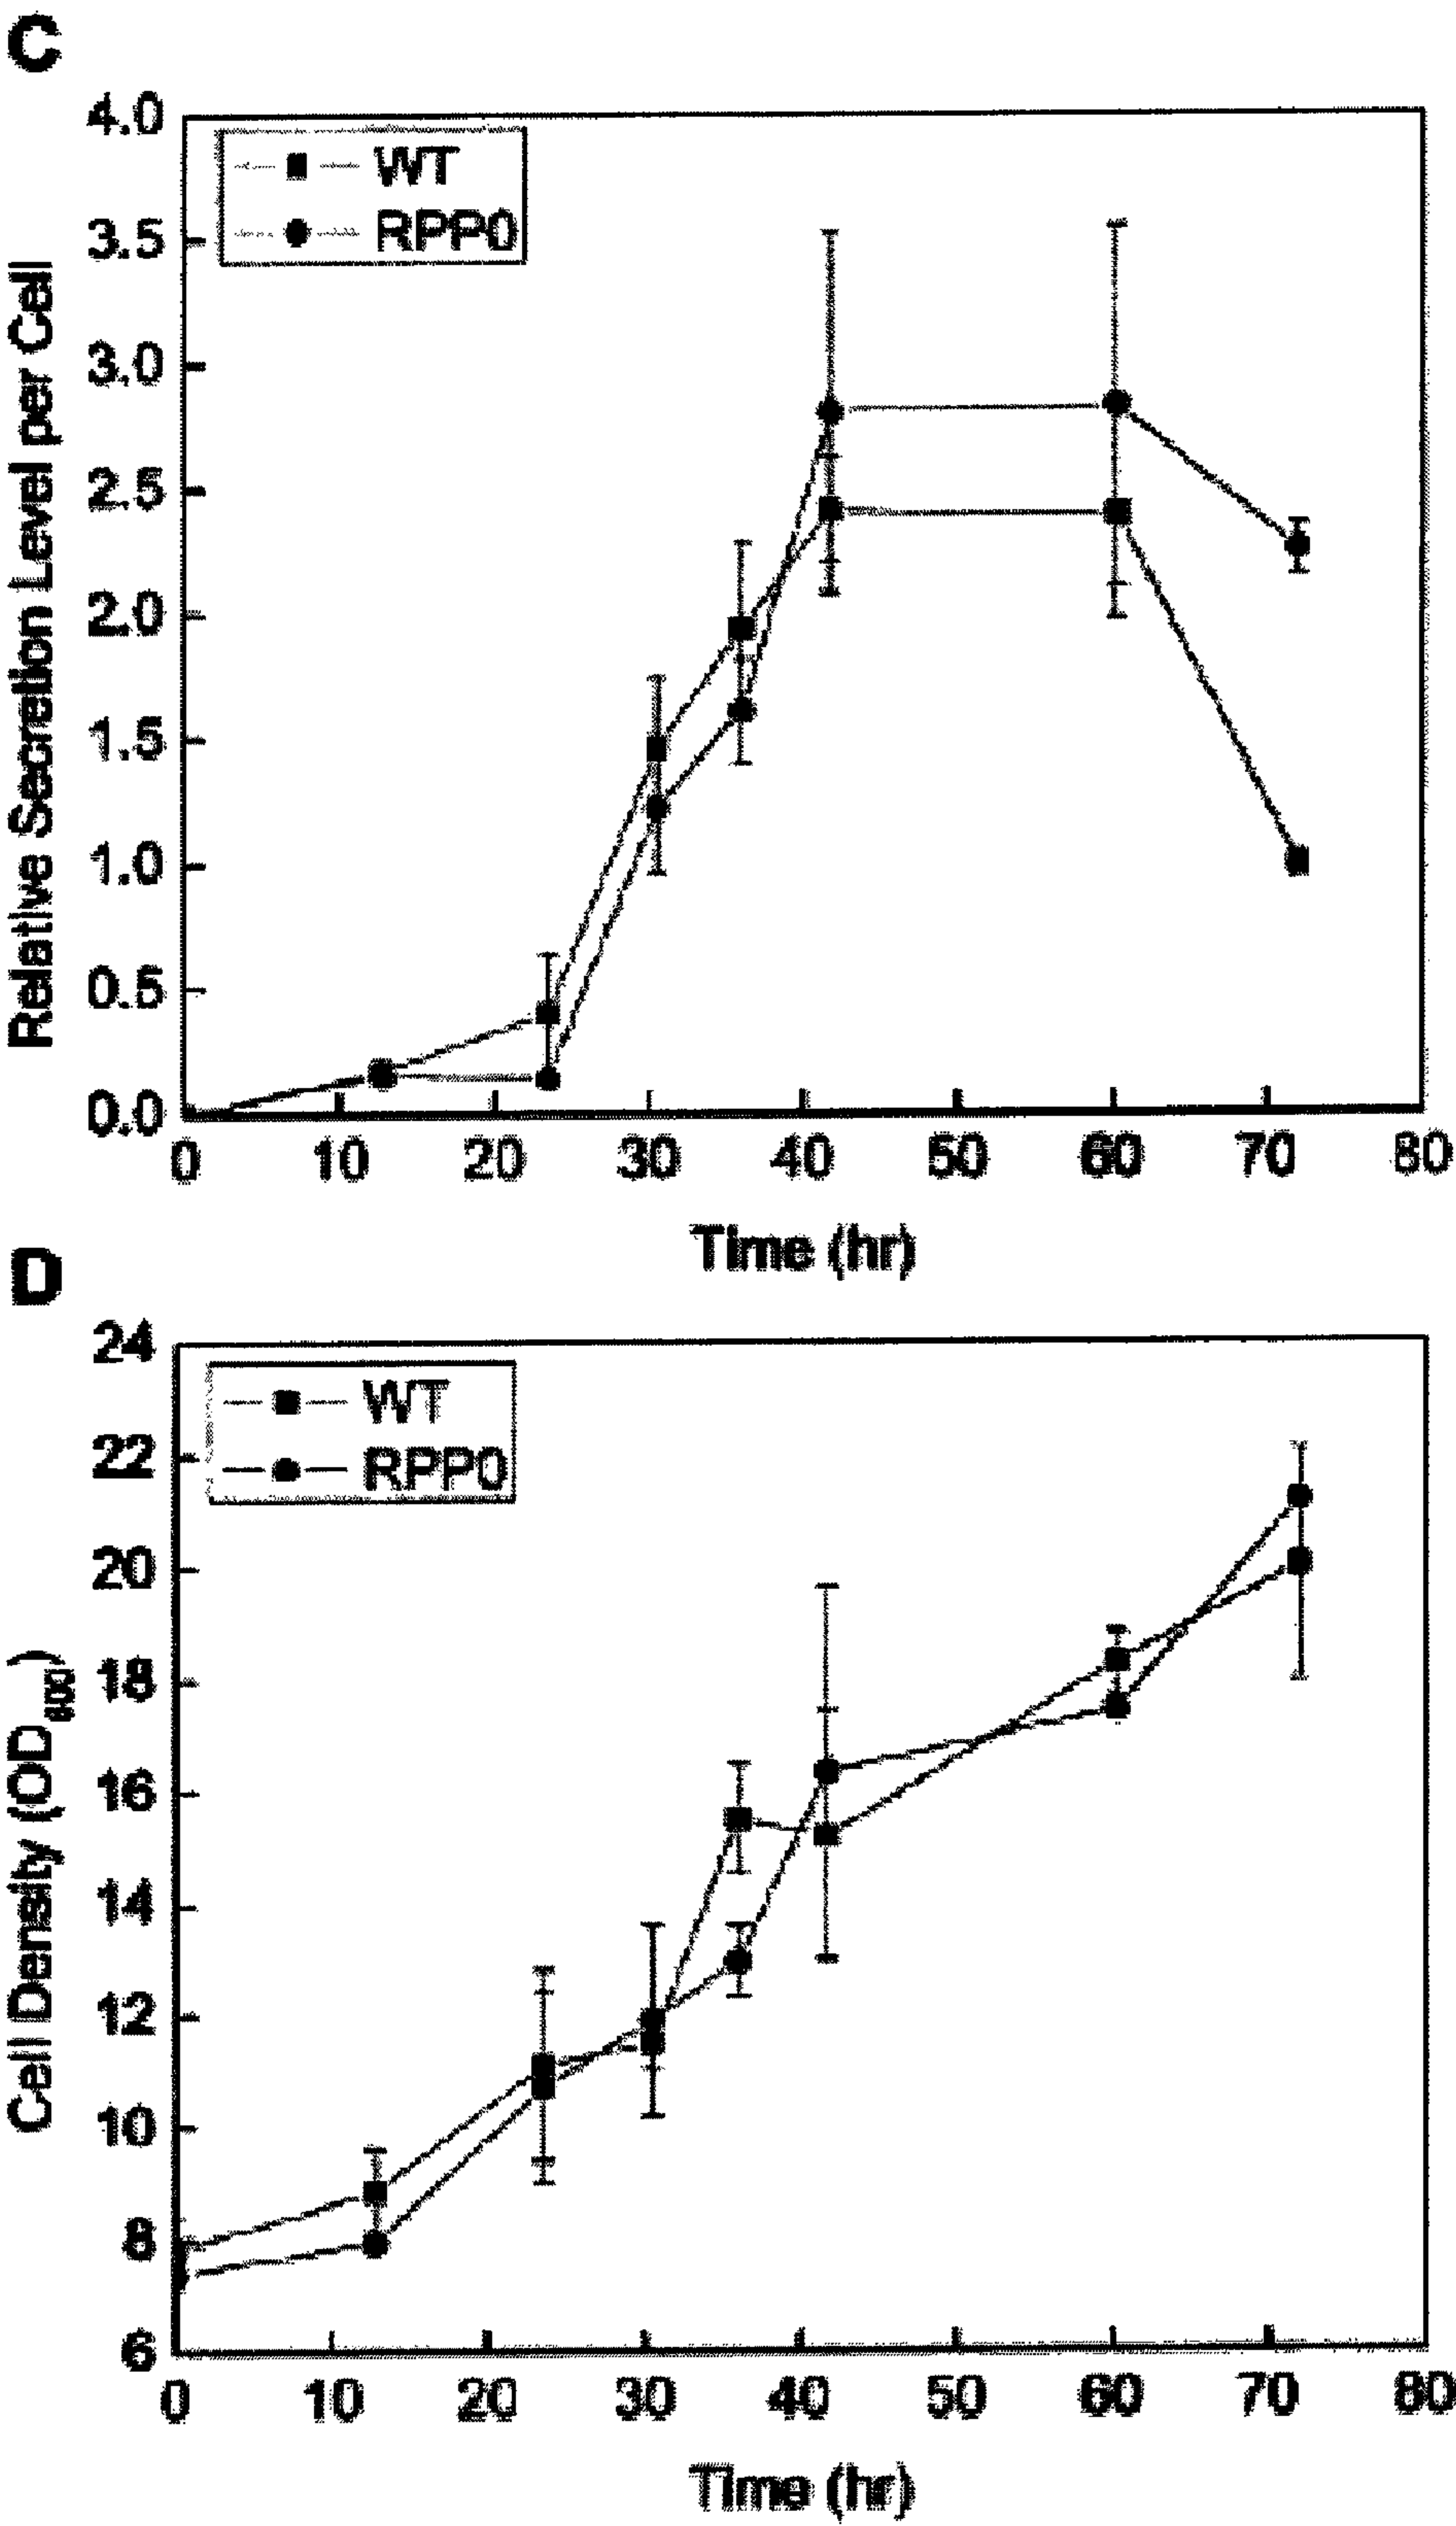 C
4.0
WT
RPP0
3.5
3.0
2.5
2.0
1.5
1.0
0.5
0.0
Relative Secretion Level per Cell
0 10 20 30 40 50 60 70 80
Time (hr)
D
24
WT
RPP0
22
20
18
16
14
12
10
8
6
Cell Density (OD600)
0 10 20 30 40 50 60 70 80
Time (hr)